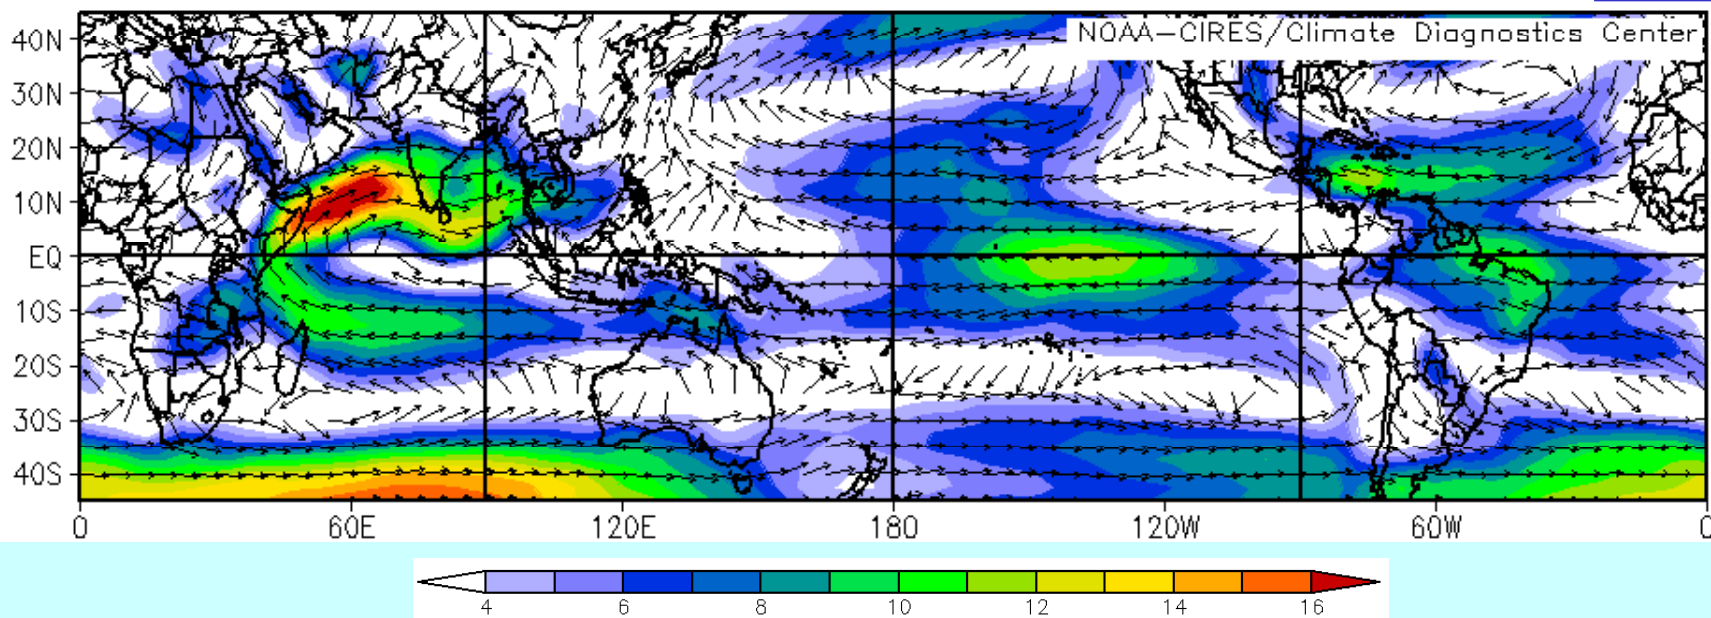 NOAA-CIRES/Climate Diagnostics Center
40N
30N
20N
10N
EQ
10S
20S
30S
40S
0 60E 120E 180 120W 60W 0
4 6 8 10 12 14 16